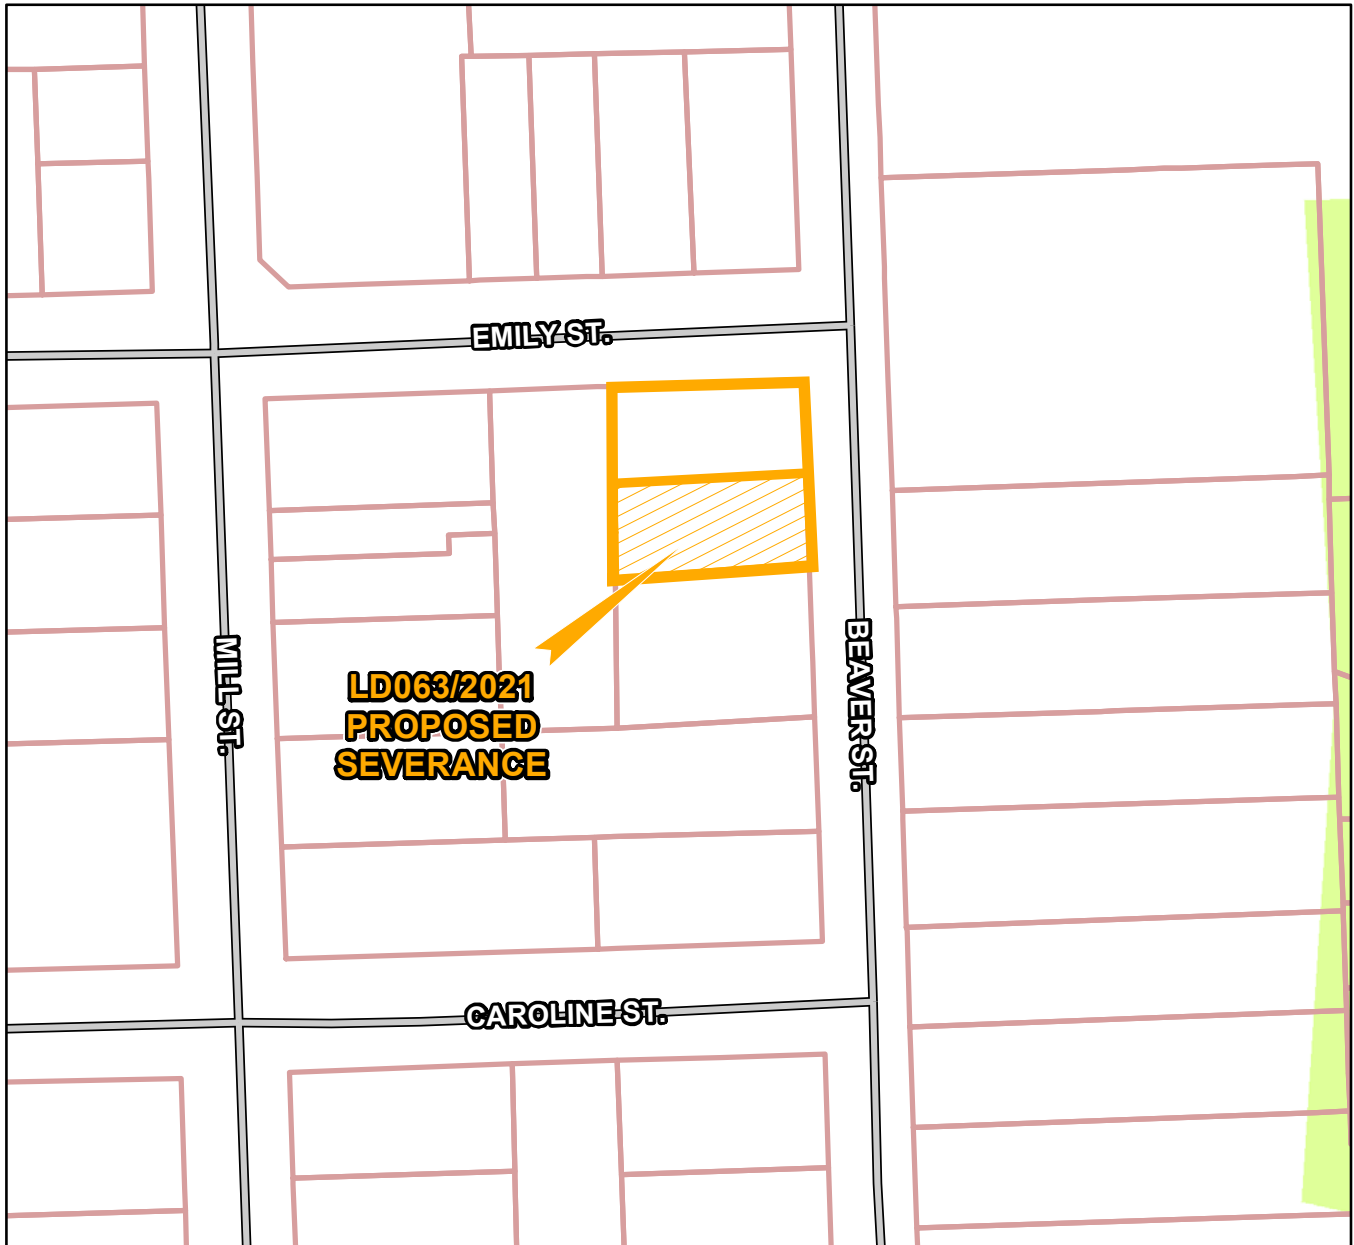 EMILY ST.
MILL ST.
BEAVER ST.
LD063/2021
PROPOSED
SEVERANCE
CAROLINE ST.